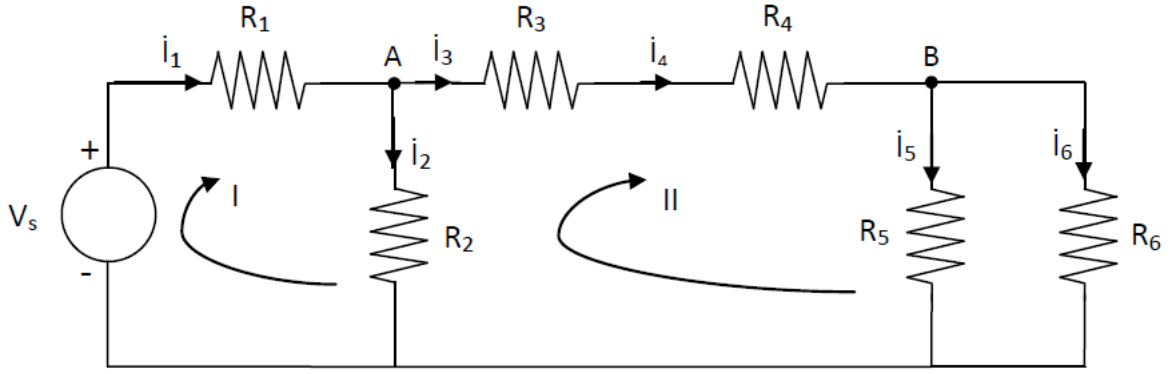 R₁
R₃
R₄
i₁
A
i₃
i₄
B
+
i₂
i₅
i₆
I
II
Vₛ
R₂
R₅
R₆
-